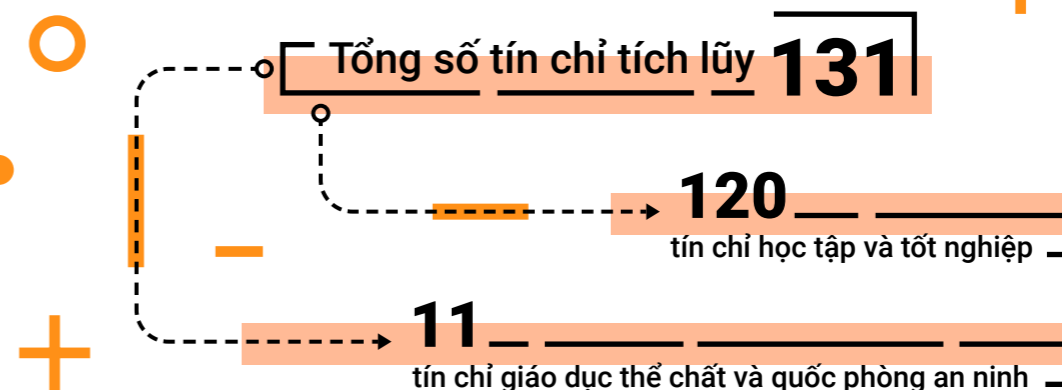 Tổng số tín chỉ tích lũy 131
120
tín chỉ học tập và tốt nghiệp
11
tín chỉ giáo dục thể chất và quốc phòng an ninh